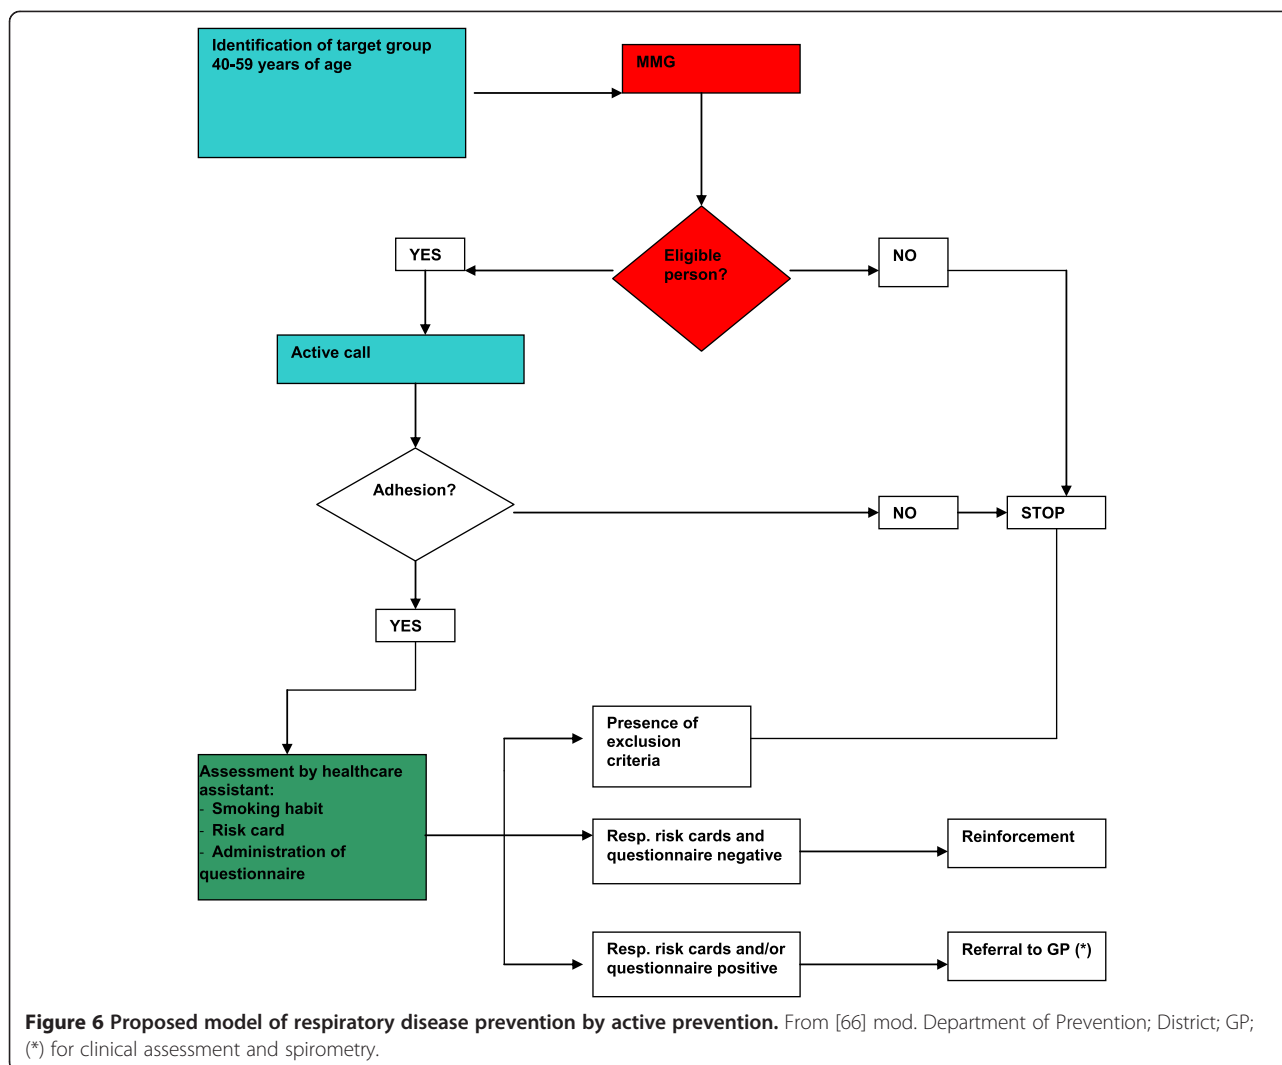 Identification of target group
40-59 years of age
MMG
Eligible
person?
YES
NO
Active call
Adhesion?
NO
STOP
YES
Presence of
exclusion
criteria
Assessment by healthcare
assistant:
- Smoking habit
- Risk card
- Administration of
questionnaire
Resp. risk cards and
questionnaire negative
Reinforcement
Resp. risk cards and/or
questionnaire positive
Referral to GP (*)
Figure 6 Proposed model of respiratory disease prevention by active prevention. From [66] mod. Department of Prevention; District; GP;
(*) for clinical assessment and spirometry.